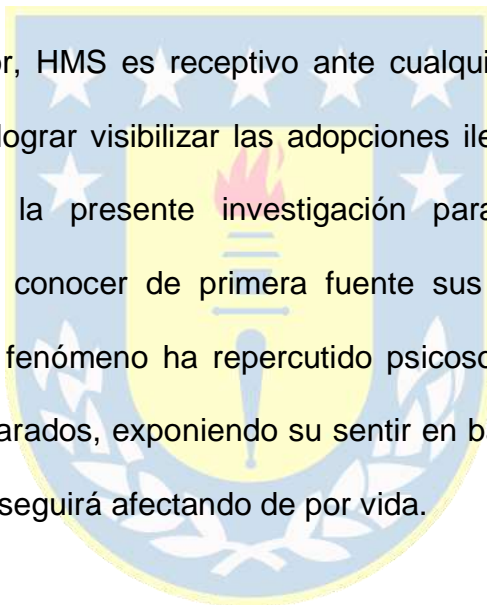 or, HMS es receptivo ante cualqui
lograr visibilizar las adopciones ile
la presente investigación para
conocer de primera fuente sus
fenómeno ha repercutido psicoso
arados, exponiendo su sentir en b
seguirá afectando de por vida.